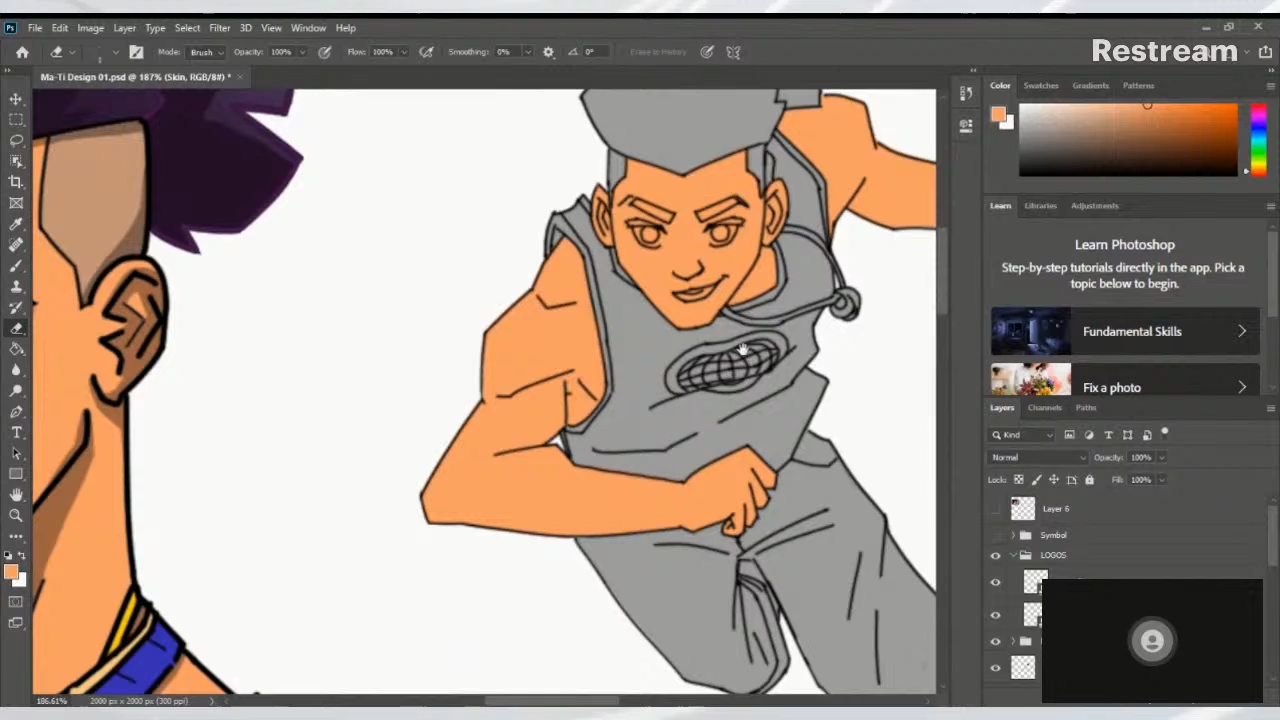 File Edit Image Layer Type Select Filter 3D View Window Help
Mode: Brush Opacity: 100% Flow: 100% Smoothing: 0% 0° Erase to History
Restream
Ma-Ti Design 01.psd @ 187% (Skin, RGB/8#) *
Color Swatches Gradients Patterns
Learn Libraries Adjustments
Learn Photoshop
Step-by-step tutorials directly in the app. Pick a
topic below to begin.
Fundamental Skills
Fix a photo
Layers Channels Paths
Kind
Normal Opacity: 100%
Lock: Fill: 100%
Layer 6
Symbol
LOGOS
186.61% 2000 px x 2000 px (300 ppi)